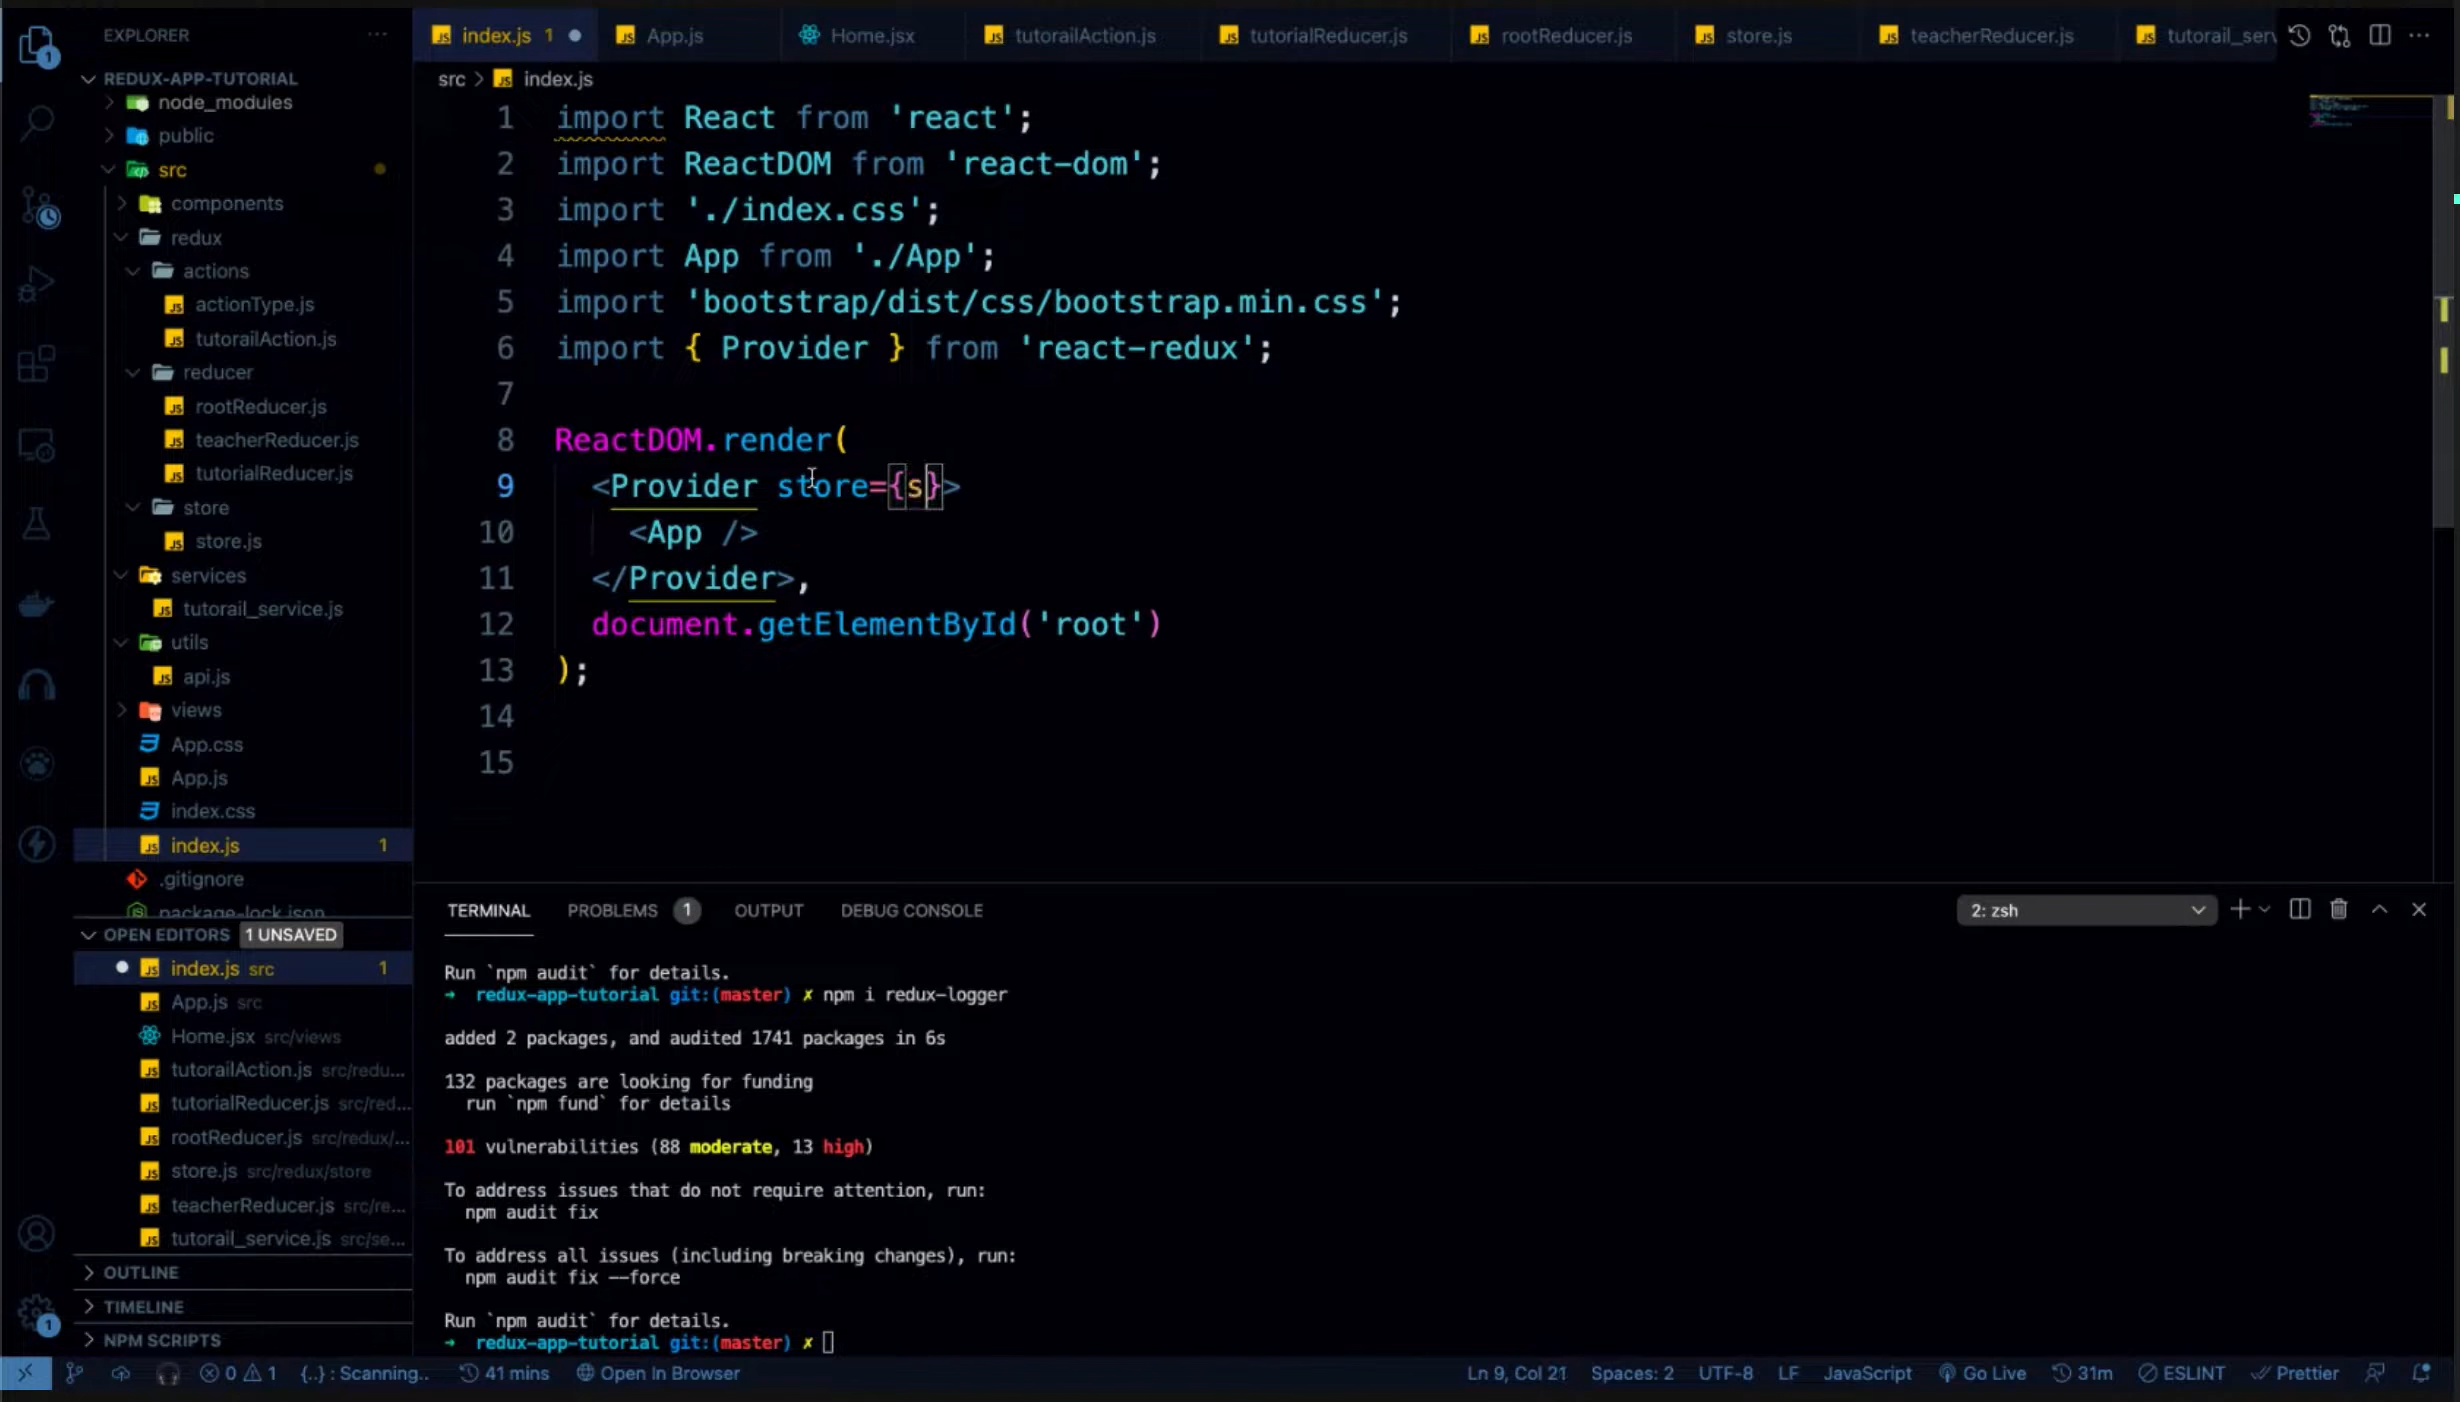 EXPLORER
REDUX-APP-TUTORIAL
node_modules
public
src
components
redux
actions
actionType.js
tutorailAction.js
reducer
rootReducer.js
teacherReducer.js
tutorialReducer.js
store
store.js
services
tutorail_service.js
utils
api.js
views
App.css
App.js
index.css
index.js 1
.gitignore
package-lock.json
OPEN EDITORS 1 UNSAVED
index.js src 1
App.js src
Home.jsx src/views
tutorailAction.js src/redu...
tutorialReducer.js src/red...
rootReducer.js src/redux/...
store.js src/redux/store
teacherReducer.js src/re...
tutorail_service.js src/se...
OUTLINE
TIMELINE
NPM SCRIPTS
index.js 1 App.js Home.jsx tutorailAction.js tutorialReducer.js rootReducer.js store.js teacherReducer.js tutorail_serv
src > index.js
1 import React from 'react';
2 import ReactDOM from 'react-dom';
3 import './index.css';
4 import App from './App';
5 import 'bootstrap/dist/css/bootstrap.min.css';
6 import { Provider } from 'react-redux';
7
8 ReactDOM.render(
9 <Provider store={s}>
10 <App />
11 </Provider>,
12 document.getElementById('root')
13 );
14
15
TERMINAL PROBLEMS 1 OUTPUT DEBUG CONSOLE 2: zsh
Run `npm audit` for details.
→ redux-app-tutorial git:(master) ✗ npm i redux-logger
added 2 packages, and audited 1741 packages in 6s
132 packages are looking for funding
run `npm fund` for details
101 vulnerabilities (88 moderate, 13 high)
To address issues that do not require attention, run:
npm audit fix
To address all issues (including breaking changes), run:
npm audit fix --force
Run `npm audit` for details.
→ redux-app-tutorial git:(master) ✗
0 1 {..} : Scanning.. 41 mins Open In Browser Ln 9, Col 21 Spaces: 2 UTF-8 LF JavaScript Go Live 31m ESLINT Prettier